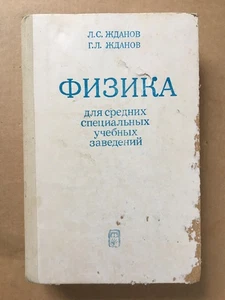 Л.С. ЖДАНОВ
Г.Л. ЖДАНОВ
ФИЗИКА
для средних
специальных
учебных
заведений